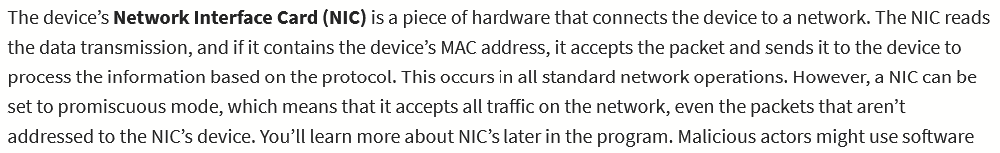 The device’s Network Interface Card (NIC) is a piece of hardware that connects the device to a network. The NIC reads
the data transmission, and if it contains the device’s MAC address, it accepts the packet and sends it to the device to
process the information based on the protocol. This occurs in all standard network operations. However, a NIC can be
set to promiscuous mode, which means that it accepts all traffic on the network, even the packets that aren’t
addressed to the NIC’s device. You’ll learn more about NIC’s later in the program. Malicious actors might use software